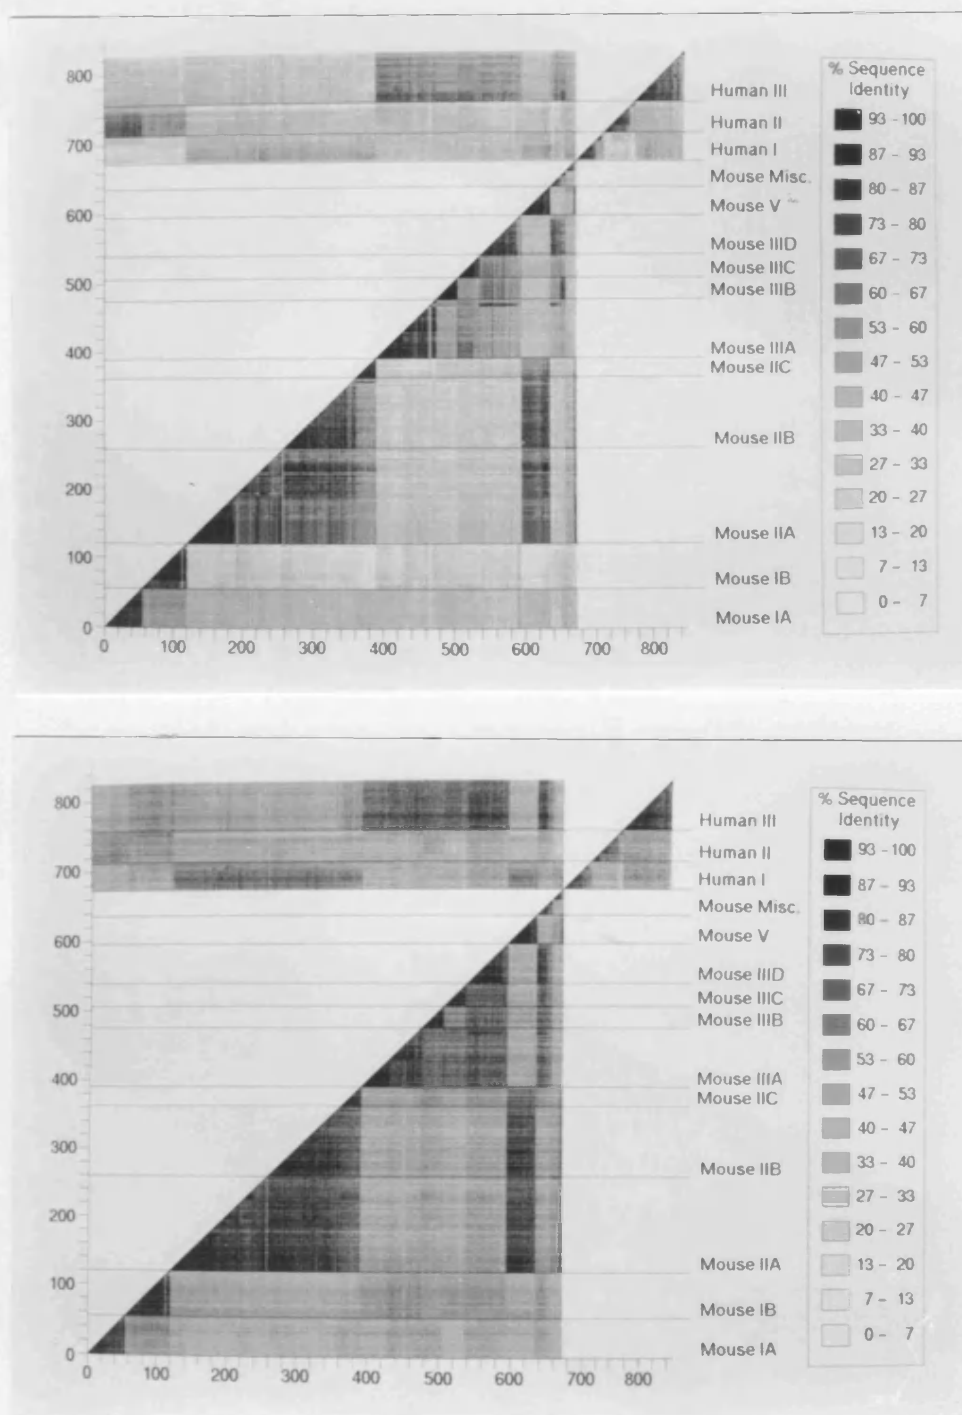 % Sequence
Identity
800
700
600
500
400
300
200
100
0
0 100 200 300 400 500 600 700 800
Human III
Human II
Human I
Mouse Misc.
Mouse V
Mouse IIID
Mouse IIIC
Mouse IIIB
Mouse IIIA
Mouse IIC
Mouse IIB
Mouse IIA
Mouse IB
Mouse IA
93 - 100
87 - 93
80 - 87
73 - 80
67 - 73
60 - 67
53 - 60
47 - 53
40 - 47
33 - 40
27 - 33
20 - 27
13 - 20
7 - 13
0 - 7
% Sequence
Identity
800
700
600
500
400
300
200
100
0
0 100 200 300 400 500 600 700 800
Human III
Human II
Human I
Mouse Misc.
Mouse V
Mouse IIID
Mouse IIIC
Mouse IIIB
Mouse IIIA
Mouse IIC
Mouse IIB
Mouse IIA
Mouse IB
Mouse IA
93 - 100
87 - 93
80 - 87
73 - 80
67 - 73
60 - 67
53 - 60
47 - 53
40 - 47
33 - 40
27 - 33
20 - 27
13 - 20
7 - 13
0 - 7